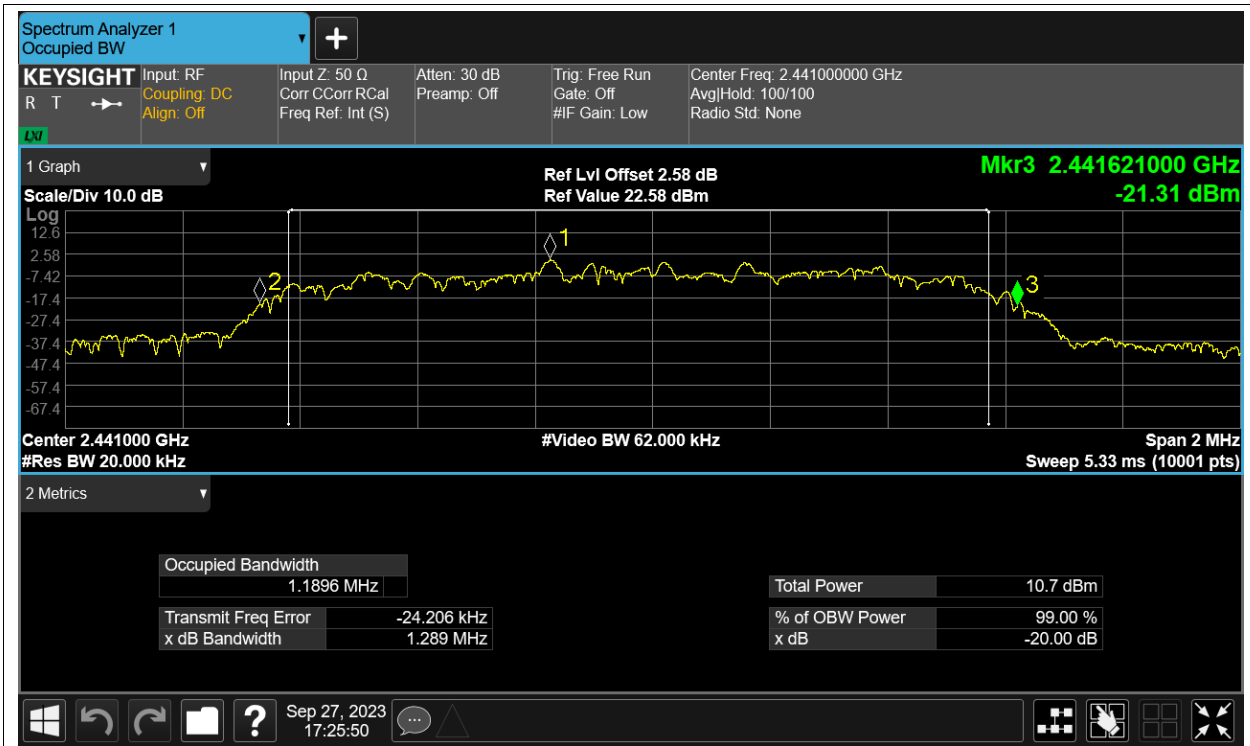 Spectrum Analyzer 1
Occupied BW
KEYSIGHT
R T
LXI
Input: RF
Coupling: DC
Align: Off
Input Z: 50 Ω
Corr CCorr RCal
Freq Ref: Int (S)
Atten: 30 dB
Preamp: Off
Trig: Free Run
Gate: Off
#IF Gain: Low
Center Freq: 2.441000000 GHz
Avg|Hold: 100/100
Radio Std: None
1 Graph
Scale/Div 10.0 dB
Ref Lvl Offset 2.58 dB
Ref Value 22.58 dBm
Mkr3 2.441621000 GHz
-21.31 dBm
Log
12.6
2.58
-7.42
-17.4
-27.4
-37.4
-47.4
-57.4
-67.4
1
2
3
Center 2.441000 GHz
#Res BW 20.000 kHz
#Video BW 62.000 kHz
Span 2 MHz
Sweep 5.33 ms (10001 pts)
2 Metrics
Occupied Bandwidth
1.1896 MHz
Transmit Freq Error -24.206 kHz
x dB Bandwidth 1.289 MHz
Total Power 10.7 dBm
% of OBW Power 99.00 %
x dB -20.00 dB
?
Sep 27, 2023
17:25:50